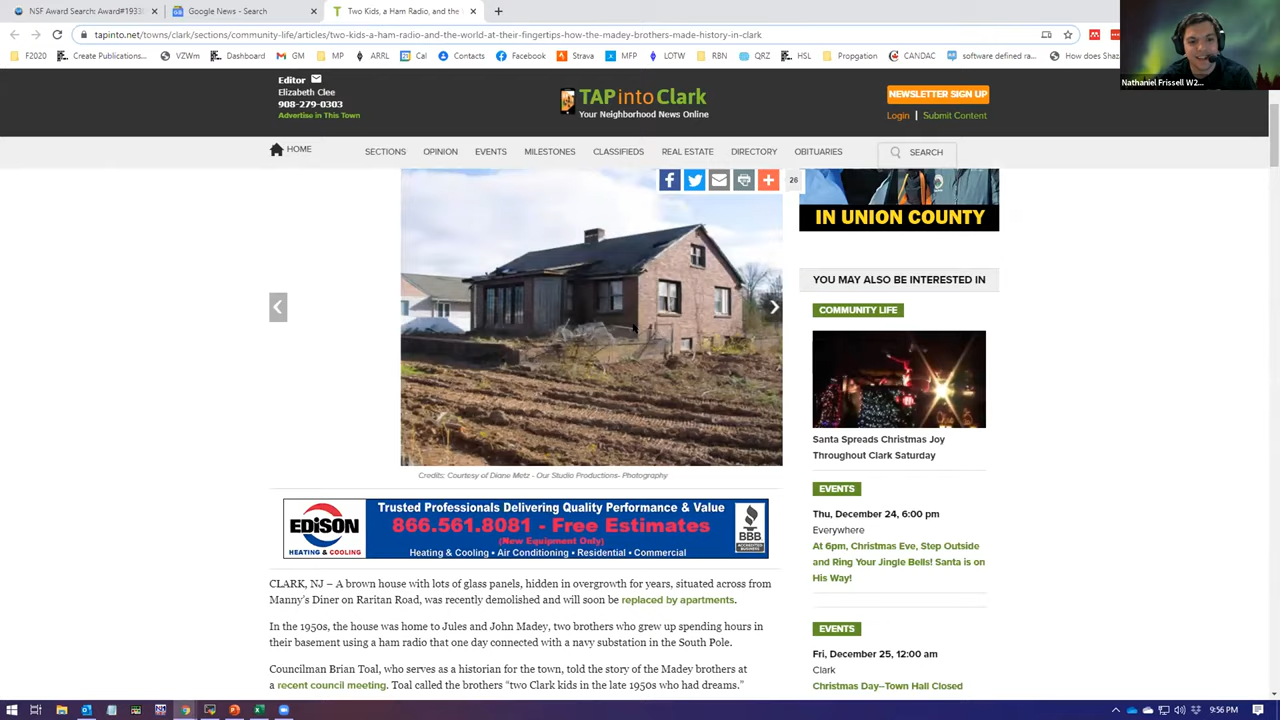 NSF Award Search: Award#1933
Google News - Search
Two Kids, a Ham Radio, and the
tapinto.net/towns/clark/sections/community-life/articles/two-kids-a-ham-radio-and-the-world-at-their-fingertips-how-the-madey-brothers-made-history-in-clark
F2020 Create Publications... VZWm Dashboard GM MP ARRL Cal Contacts Facebook Strava MFP LOTW RBN QRZ HSL Propgation CANDAC software defined ra... How does Shaz
Nathaniel Frissell W2...
Editor
Elizabeth Clee
908-279-0303
Advertise in This Town
TAPintoClark
Your Neighborhood News Online
NEWSLETTER SIGN UP
Login | Submit Content
HOME SECTIONS OPINION EVENTS MILESTONES CLASSIFIEDS REAL ESTATE DIRECTORY OBITUARIES SEARCH
26
IN UNION COUNTY
Credits: Courtesy of Diane Metz - Our Studio Productions- Photography
EDISON
HEATING & COOLING
Trusted Professionals Delivering Quality Performance & Value
866.561.8081 - Free Estimates
(New Equipment Only)
Heating & Cooling • Air Conditioning • Residential • Commercial
BBB
ACCREDITED
BUSINESS
CLARK, NJ – A brown house with lots of glass panels, hidden in overgrowth for years, situated across from
Manny's Diner on Raritan Road, was recently demolished and will soon be replaced by apartments.
In the 1950s, the house was home to Jules and John Madey, two brothers who grew up spending hours in
their basement using a ham radio that one day connected with a navy substation in the South Pole.
Councilman Brian Toal, who serves as a historian for the town, told the story of the Madey brothers at
a recent council meeting. Toal called the brothers “two Clark kids in the late 1950s who had dreams.”
YOU MAY ALSO BE INTERESTED IN
COMMUNITY LIFE
Santa Spreads Christmas Joy
Throughout Clark Saturday
EVENTS
Thu, December 24, 6:00 pm
Everywhere
At 6pm, Christmas Eve, Step Outside
and Ring Your Jingle Bells! Santa is on
His Way!
EVENTS
Fri, December 25, 12:00 am
Clark
Christmas Day–Town Hall Closed
9:56 PM